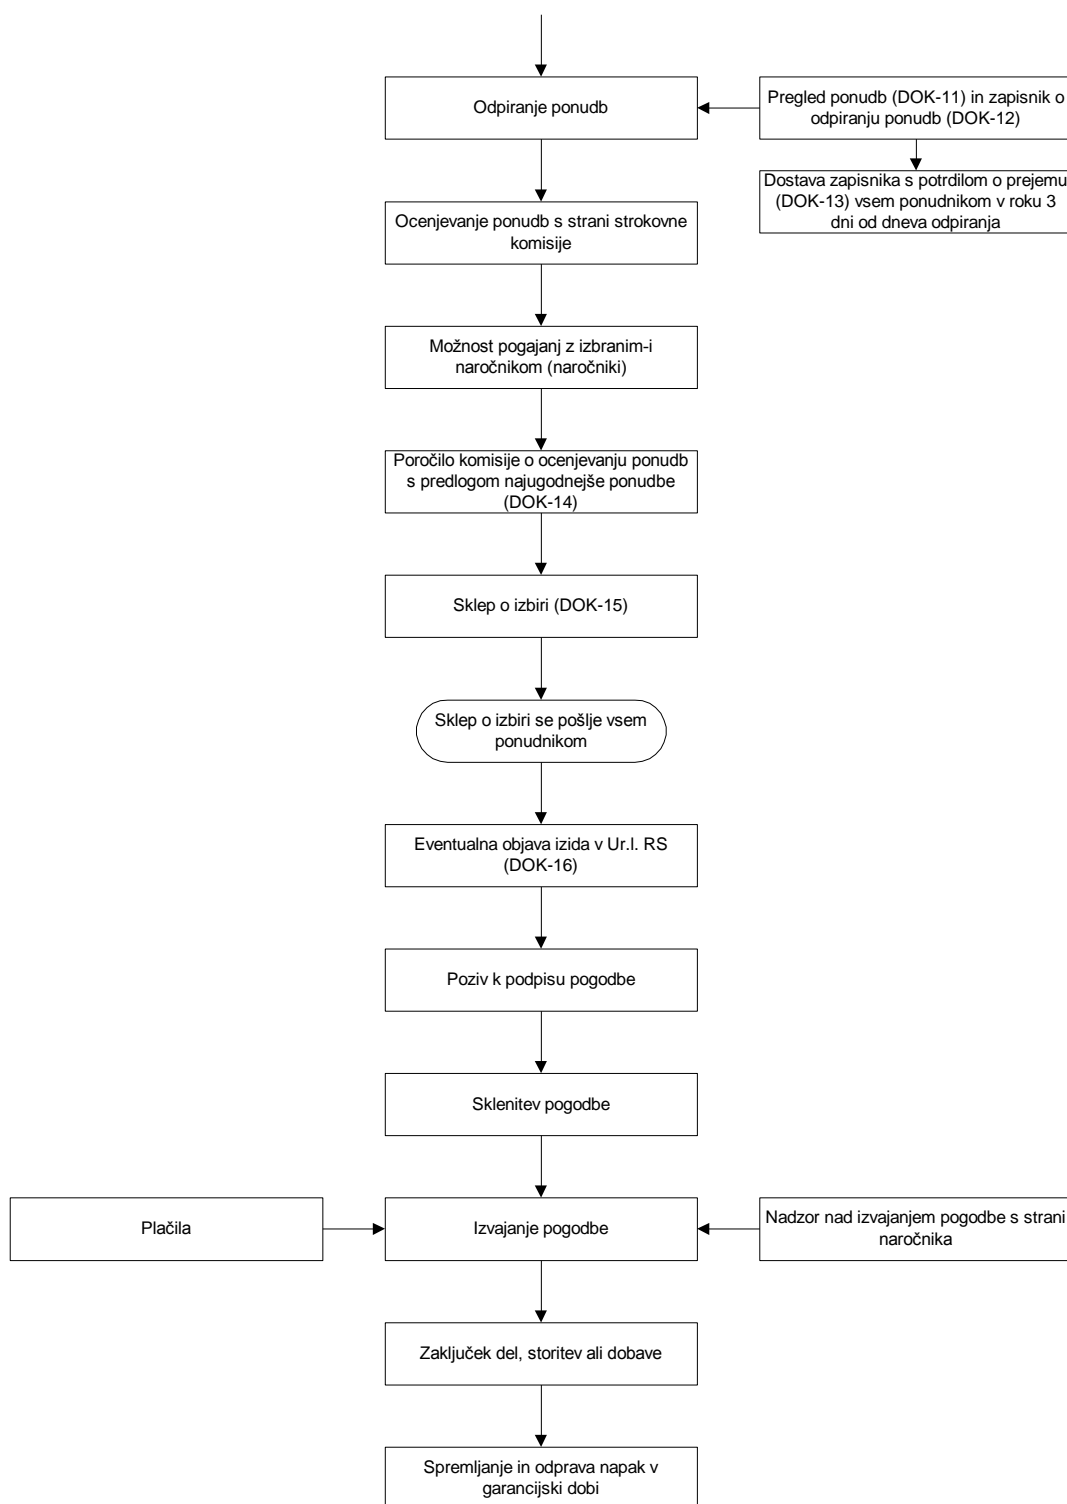 Odpiranje ponudb
Pregled ponudb (DOK-11) in zapisnik o
odpiranju ponudb (DOK-12)
Dostava zapisnika s potrdilom o prejemu
(DOK-13) vsem ponudnikom v roku 3
dni od dneva odpiranja
Ocenjevanje ponudb s strani strokovne
komisije
Možnost pogajanj z izbranim-i
naročnikom (naročniki)
Poročilo komisije o ocenjevanju ponudb
s predlogom najugodnejše ponudbe
(DOK-14)
Sklep o izbiri (DOK-15)
Sklep o izbiri se pošlje vsem
ponudnikom
Eventualna objava izida v Ur.l. RS
(DOK-16)
Poziv k podpisu pogodbe
Sklenitev pogodbe
Plačila
Izvajanje pogodbe
Nadzor nad izvajanjem pogodbe s strani
naročnika
Zaključek del, storitev ali dobave
Spremljanje in odprava napak v
garancijski dobi